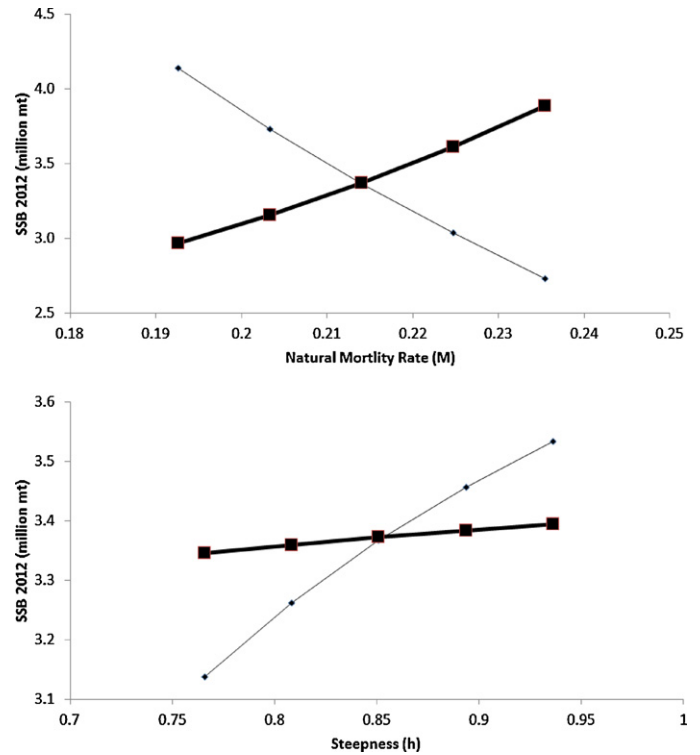 4.5
4.0
3.5
3.0
2.5
SSB 2012 (million mt)
0.18 0.19 0.2 0.21 0.22 0.23 0.24 0.25
Natural Mortlity Rate (M)
3.6
3.5
3.4
3.3
3.2
3.1
SSB 2012 (million mt)
0.7 0.75 0.8 0.85 0.9 0.95 1
Steepness (h)